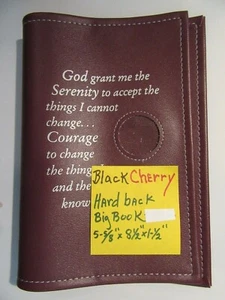 God grant me the
Serenity to accept the
things I cannot
change...
Courage
to change
the thing
and the
know
Black Cherry
Hard back
Big Book
5-5/8" x 8 1/2" x 1-1/2"